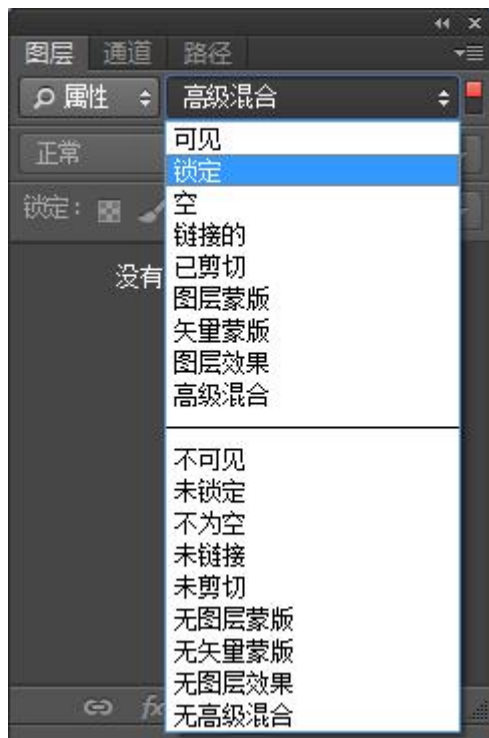 图层 通道 路径
属性 高级混合
正常
锁定:
没有
可见
锁定
空
链接的
已剪切
图层蒙版
矢量蒙版
图层效果
高级混合
不可见
未锁定
不为空
未链接
未剪切
无图层蒙版
无矢量蒙版
无图层效果
无高级混合
fx